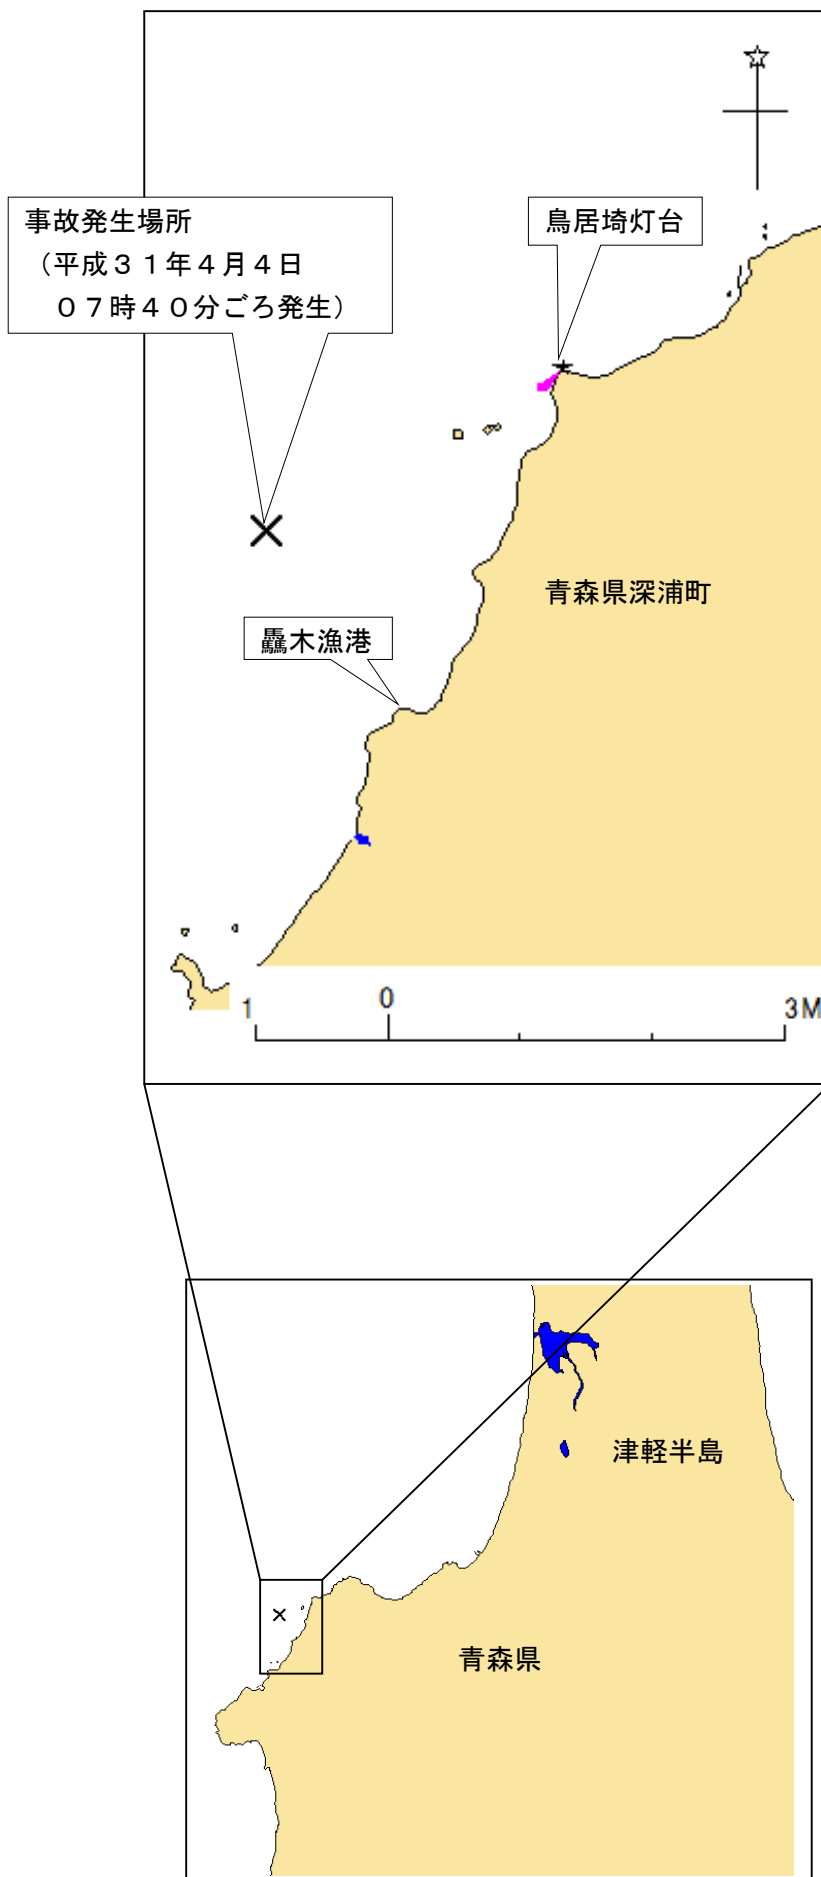 事故発生場所
（平成３１年４月４日
０７時４０分ごろ発生）
鳥居埼灯台
青森県深浦町
驫木漁港
1 0 3M
津軽半島
青森県